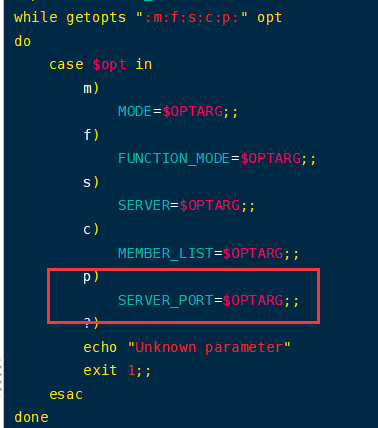 while getopts ":m:f:s:c:p:" opt
do
    case $opt in
        m)
            MODE=$OPTARG;;
        f)
            FUNCTION_MODE=$OPTARG;;
        s)
            SERVER=$OPTARG;;
        c)
            MEMBER_LIST=$OPTARG;;
        p)
            SERVER_PORT=$OPTARG;;
        ?)
        echo "Unknown parameter"
        exit 1;;
    esac
done